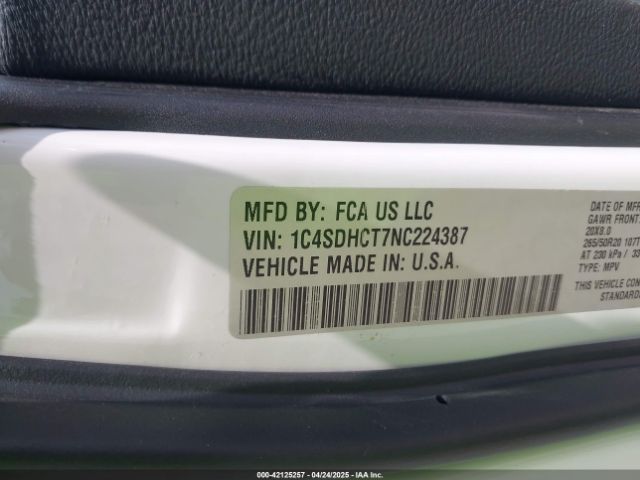 MFD BY: FCA US LLC
VIN: 1C4SDHCT7NC224387
VEHICLE MADE IN: U.S.A.
DATE OF MFR
GAWR FRONT
20X8.0
265/50R20 107T
AT 230 kPa / 33
TYPE: MPV
THIS VEHICLE CON
STANDARD
000-42125257 - 04/24/2025 - IAA Inc.